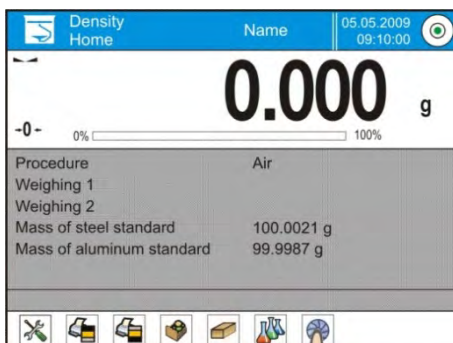 Density Name 05.05.2009
Home 09:10:00
0.000 g
-0- 0% 100%
Procedure Air
Weighing 1
Weighing 2
Mass of steel standard 100.0021 g
Mass of aluminum standard 99.9987 g